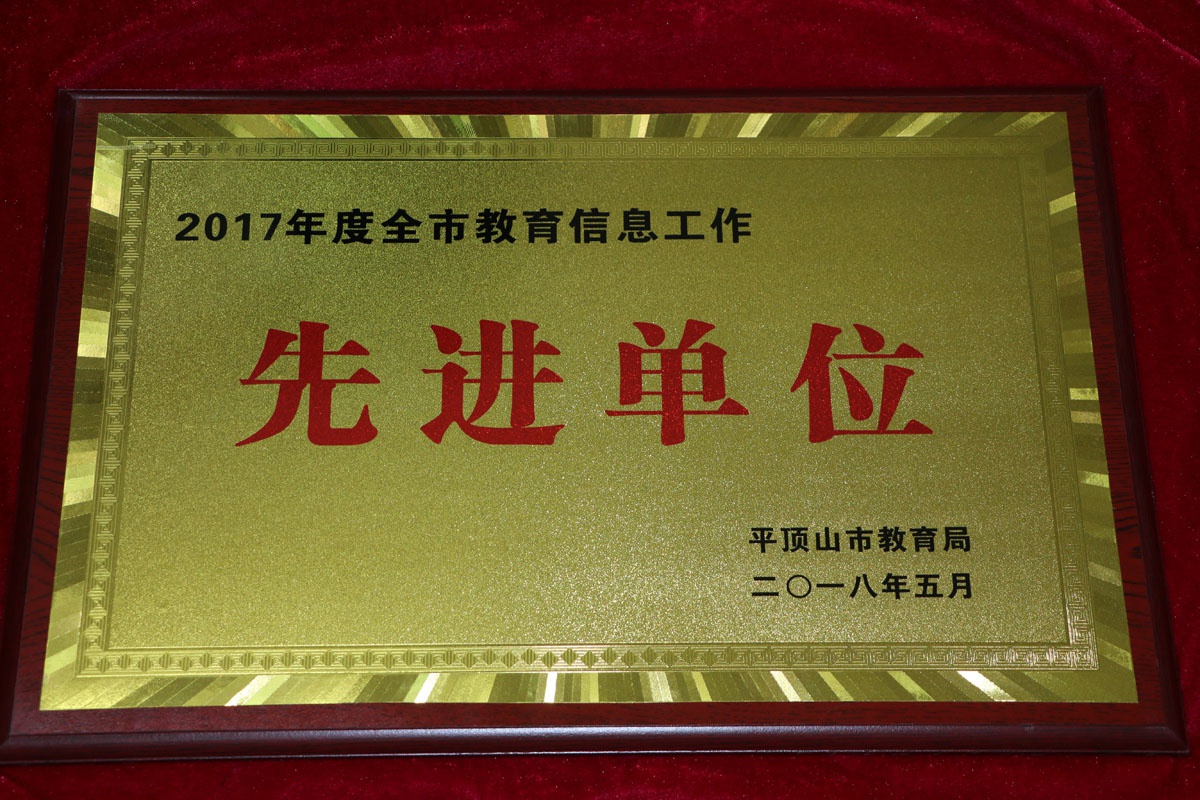 2017年度全市教育信息工作
先进单位
平顶山市教育局
二〇一八年五月